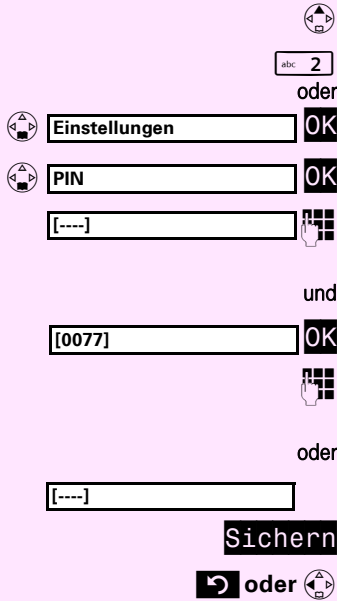 abc 2
oder
Einstellungen OK
PIN OK
[----]
und
[0077] OK
oder
[----]
Sichern
oder